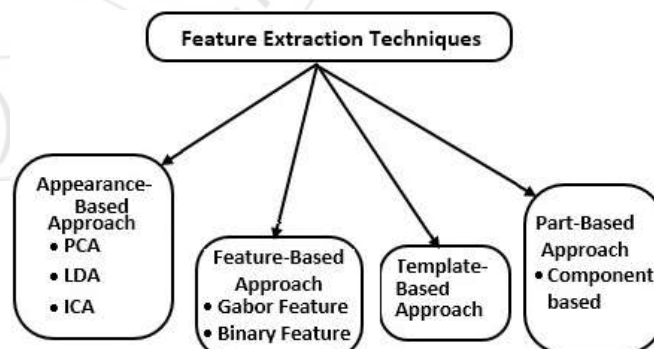 Feature Extraction Techniques
Appearance-
Based
Approach
• PCA
• LDA
• ICA
Feature-Based
Approach
• Gabor Feature
• Binary Feature
Template-
Based
Approach
Part-Based
Approach
• Component
based